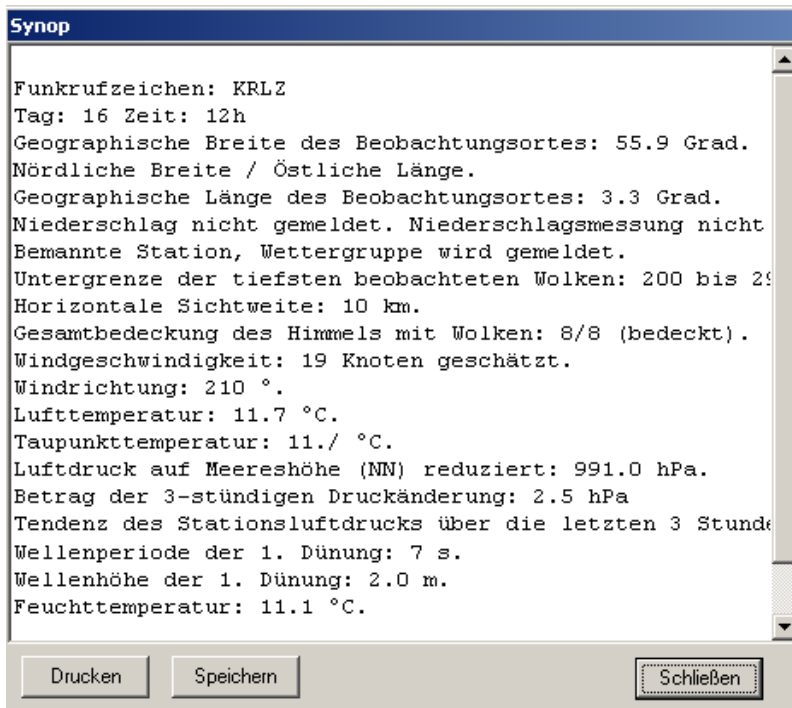 Synop
Funkrufzeichen: KRLZ
Tag: 16 Zeit: 12h
Geographische Breite des Beobachtungsortes: 55.9 Grad.
Nördliche Breite / Östliche Länge.
Geographische Länge des Beobachtungsortes: 3.3 Grad.
Niederschlag nicht gemeldet. Niederschlagsmessung nicht
Bemannte Station, Wettergruppe wird gemeldet.
Untergrenze der tiefsten beobachteten Wolken: 200 bis 29
Horizontale Sichtweite: 10 km.
Gesamtbedeckung des Himmels mit Wolken: 8/8 (bedeckt).
Windgeschwindigkeit: 19 Knoten geschätzt.
Windrichtung: 210 °.
Lufttemperatur: 11.7 °C.
Taupunkttemperatur: 11./ °C.
Luftdruck auf Meereshöhe (NN) reduziert: 991.0 hPa.
Betrag der 3-stündigen Druckänderung: 2.5 hPa
Tendenz des Stationsluftdrucks über die letzten 3 Stunde
Wellenperiode der 1. Dünung: 7 s.
Wellenhöhe der 1. Dünung: 2.0 m.
Feuchttemperatur: 11.1 °C.
Drucken Speichern Schließen